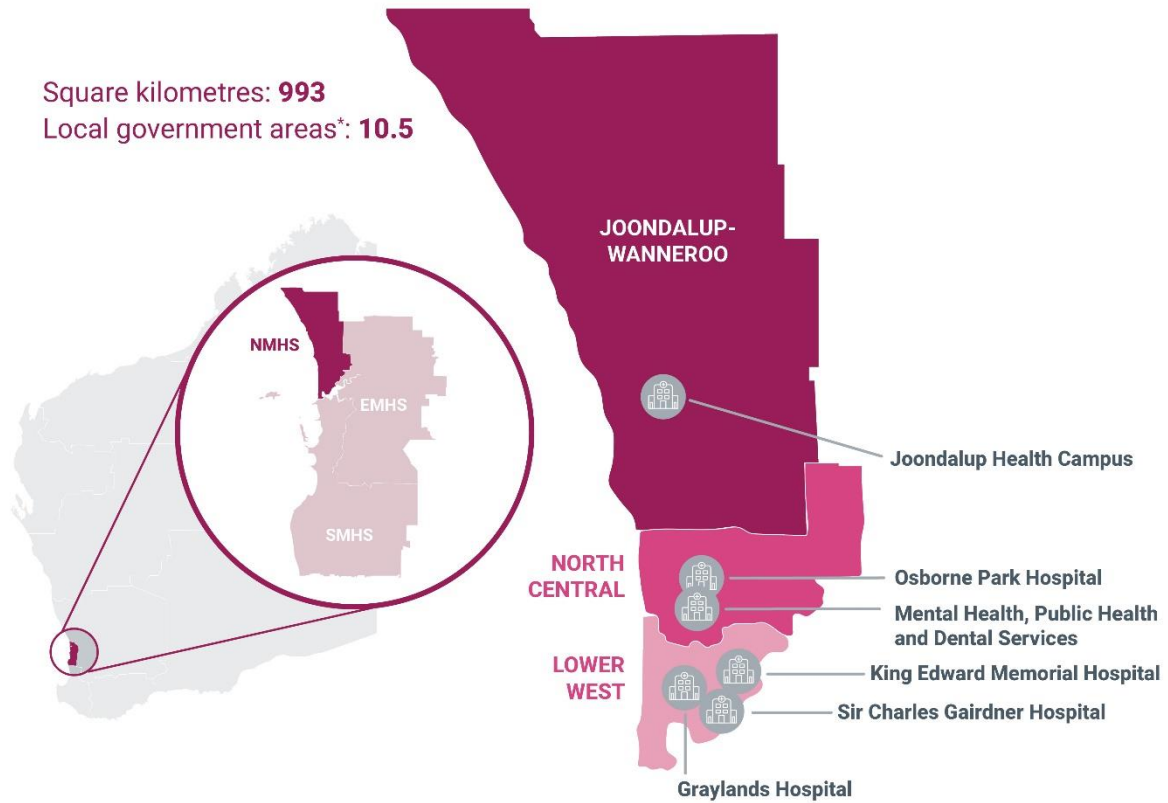 Square kilometres: 993
Local government areas*: 10.5
JOONDALUP-
WANNEROO
NMHS
EMHS
SMHS
Joondalup Health Campus
NORTH
CENTRAL
Osborne Park Hospital
Mental Health, Public Health
and Dental Services
LOWER
WEST
King Edward Memorial Hospital
Sir Charles Gairdner Hospital
Graylands Hospital